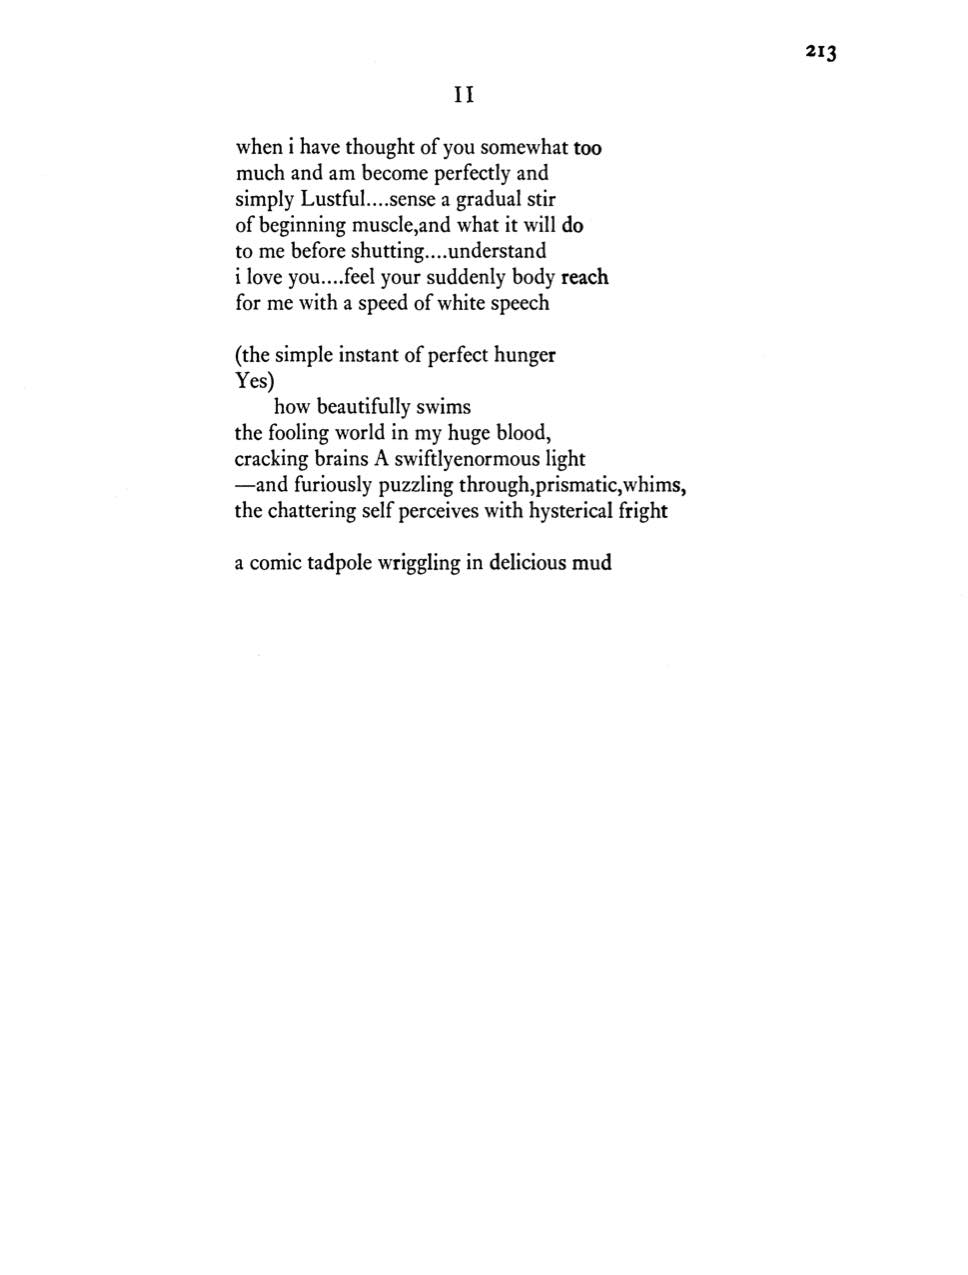 213
II
when i have thought of you somewhat too
much and am become perfectly and
simply Lustful....sense a gradual stir
of beginning muscle,and what it will do
to me before shutting....understand
i love you....feel your suddenly body reach
for me with a speed of white speech
(the simple instant of perfect hunger
Yes)
how beautifully swims
the fooling world in my huge blood,
cracking brains A swiftlyenormous light
—and furiously puzzling through,prismatic,whims,
the chattering self perceives with hysterical fright
a comic tadpole wriggling in delicious mud